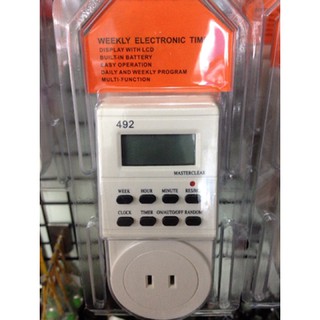 WEEKLY ELECTRONIC TIM
DISPLAY WITH LCD
BUILT-IN BATTERY
EASY OPERATION
DAILY AND WEEKLY PROGRAM
MULTI FUNCTION
492
MASTERCLEAR
WEEK HOUR MINUTE
CLOCK TIMER ON/AUTO/OFF RANDOM